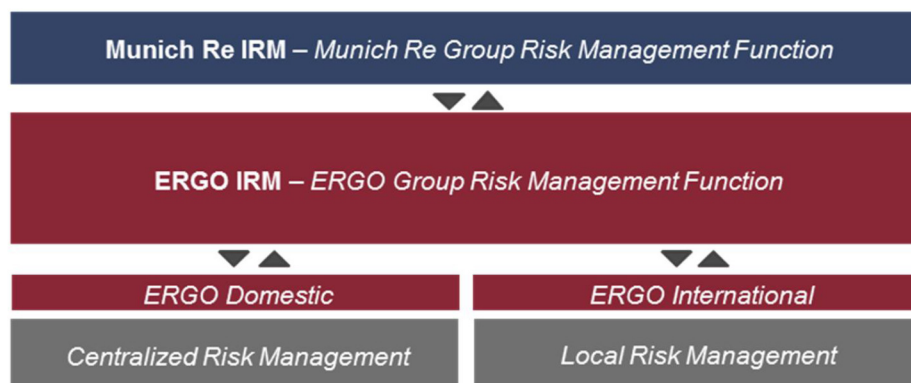 Munich Re IRM – Munich Re Group Risk Management Function
ERGO IRM – ERGO Group Risk Management Function
ERGO Domestic
ERGO International
Centralized Risk Management
Local Risk Management